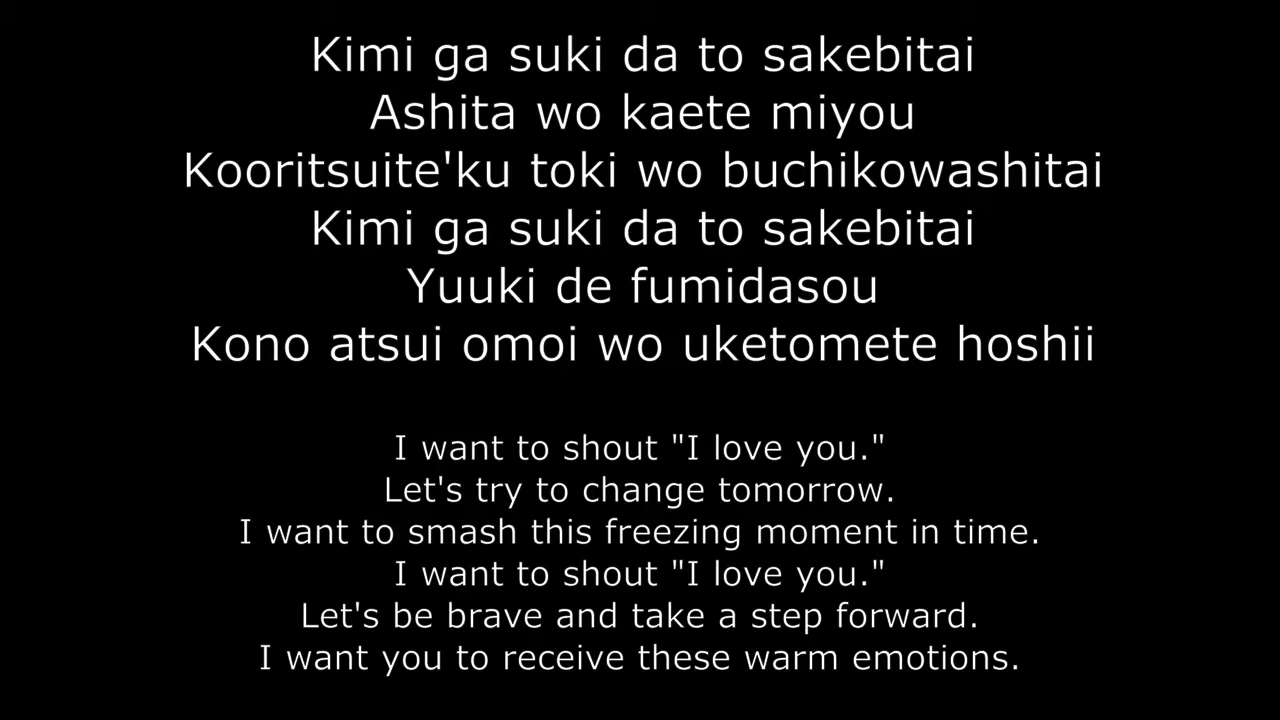 Kimi ga suki da to sakebitai
Ashita wo kaete miyou
Kooritsuite'ku toki wo buchikowashitai
Kimi ga suki da to sakebitai
Yuuki de fumidasou
Kono atsui omoi wo uketomete hoshii
I want to shout "I love you."
Let's try to change tomorrow.
I want to smash this freezing moment in time.
I want to shout "I love you."
Let's be brave and take a step forward.
I want you to receive these warm emotions.